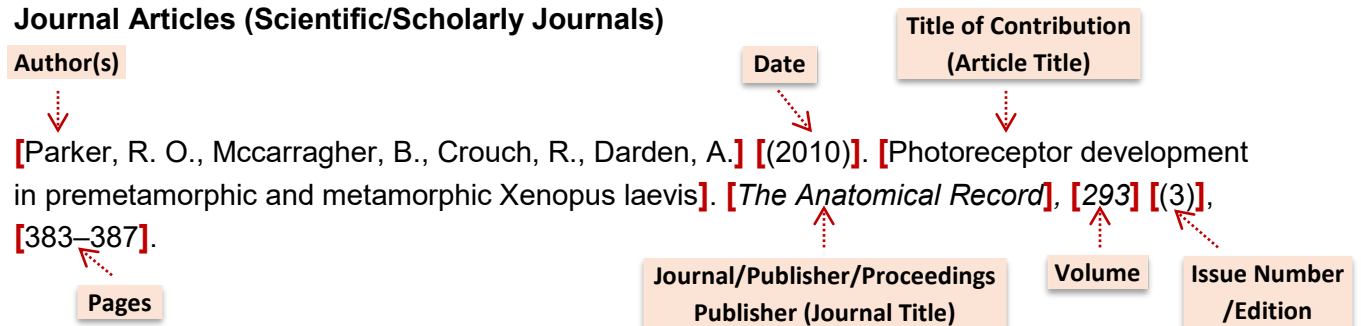 Journal Articles (Scientific/Scholarly Journals)
Title of Contribution
(Article Title)
Author(s)
Date
[Parker, R. O., Mccarragher, B., Crouch, R., Darden, A.] [(2010)]. [Photoreceptor development
in premetamorphic and metamorphic Xenopus laevis]. [The Anatomical Record], [293] [(3)],
[383–387].
Pages
Journal/Publisher/Proceedings
Publisher (Journal Title)
Volume
Issue Number
/Edition